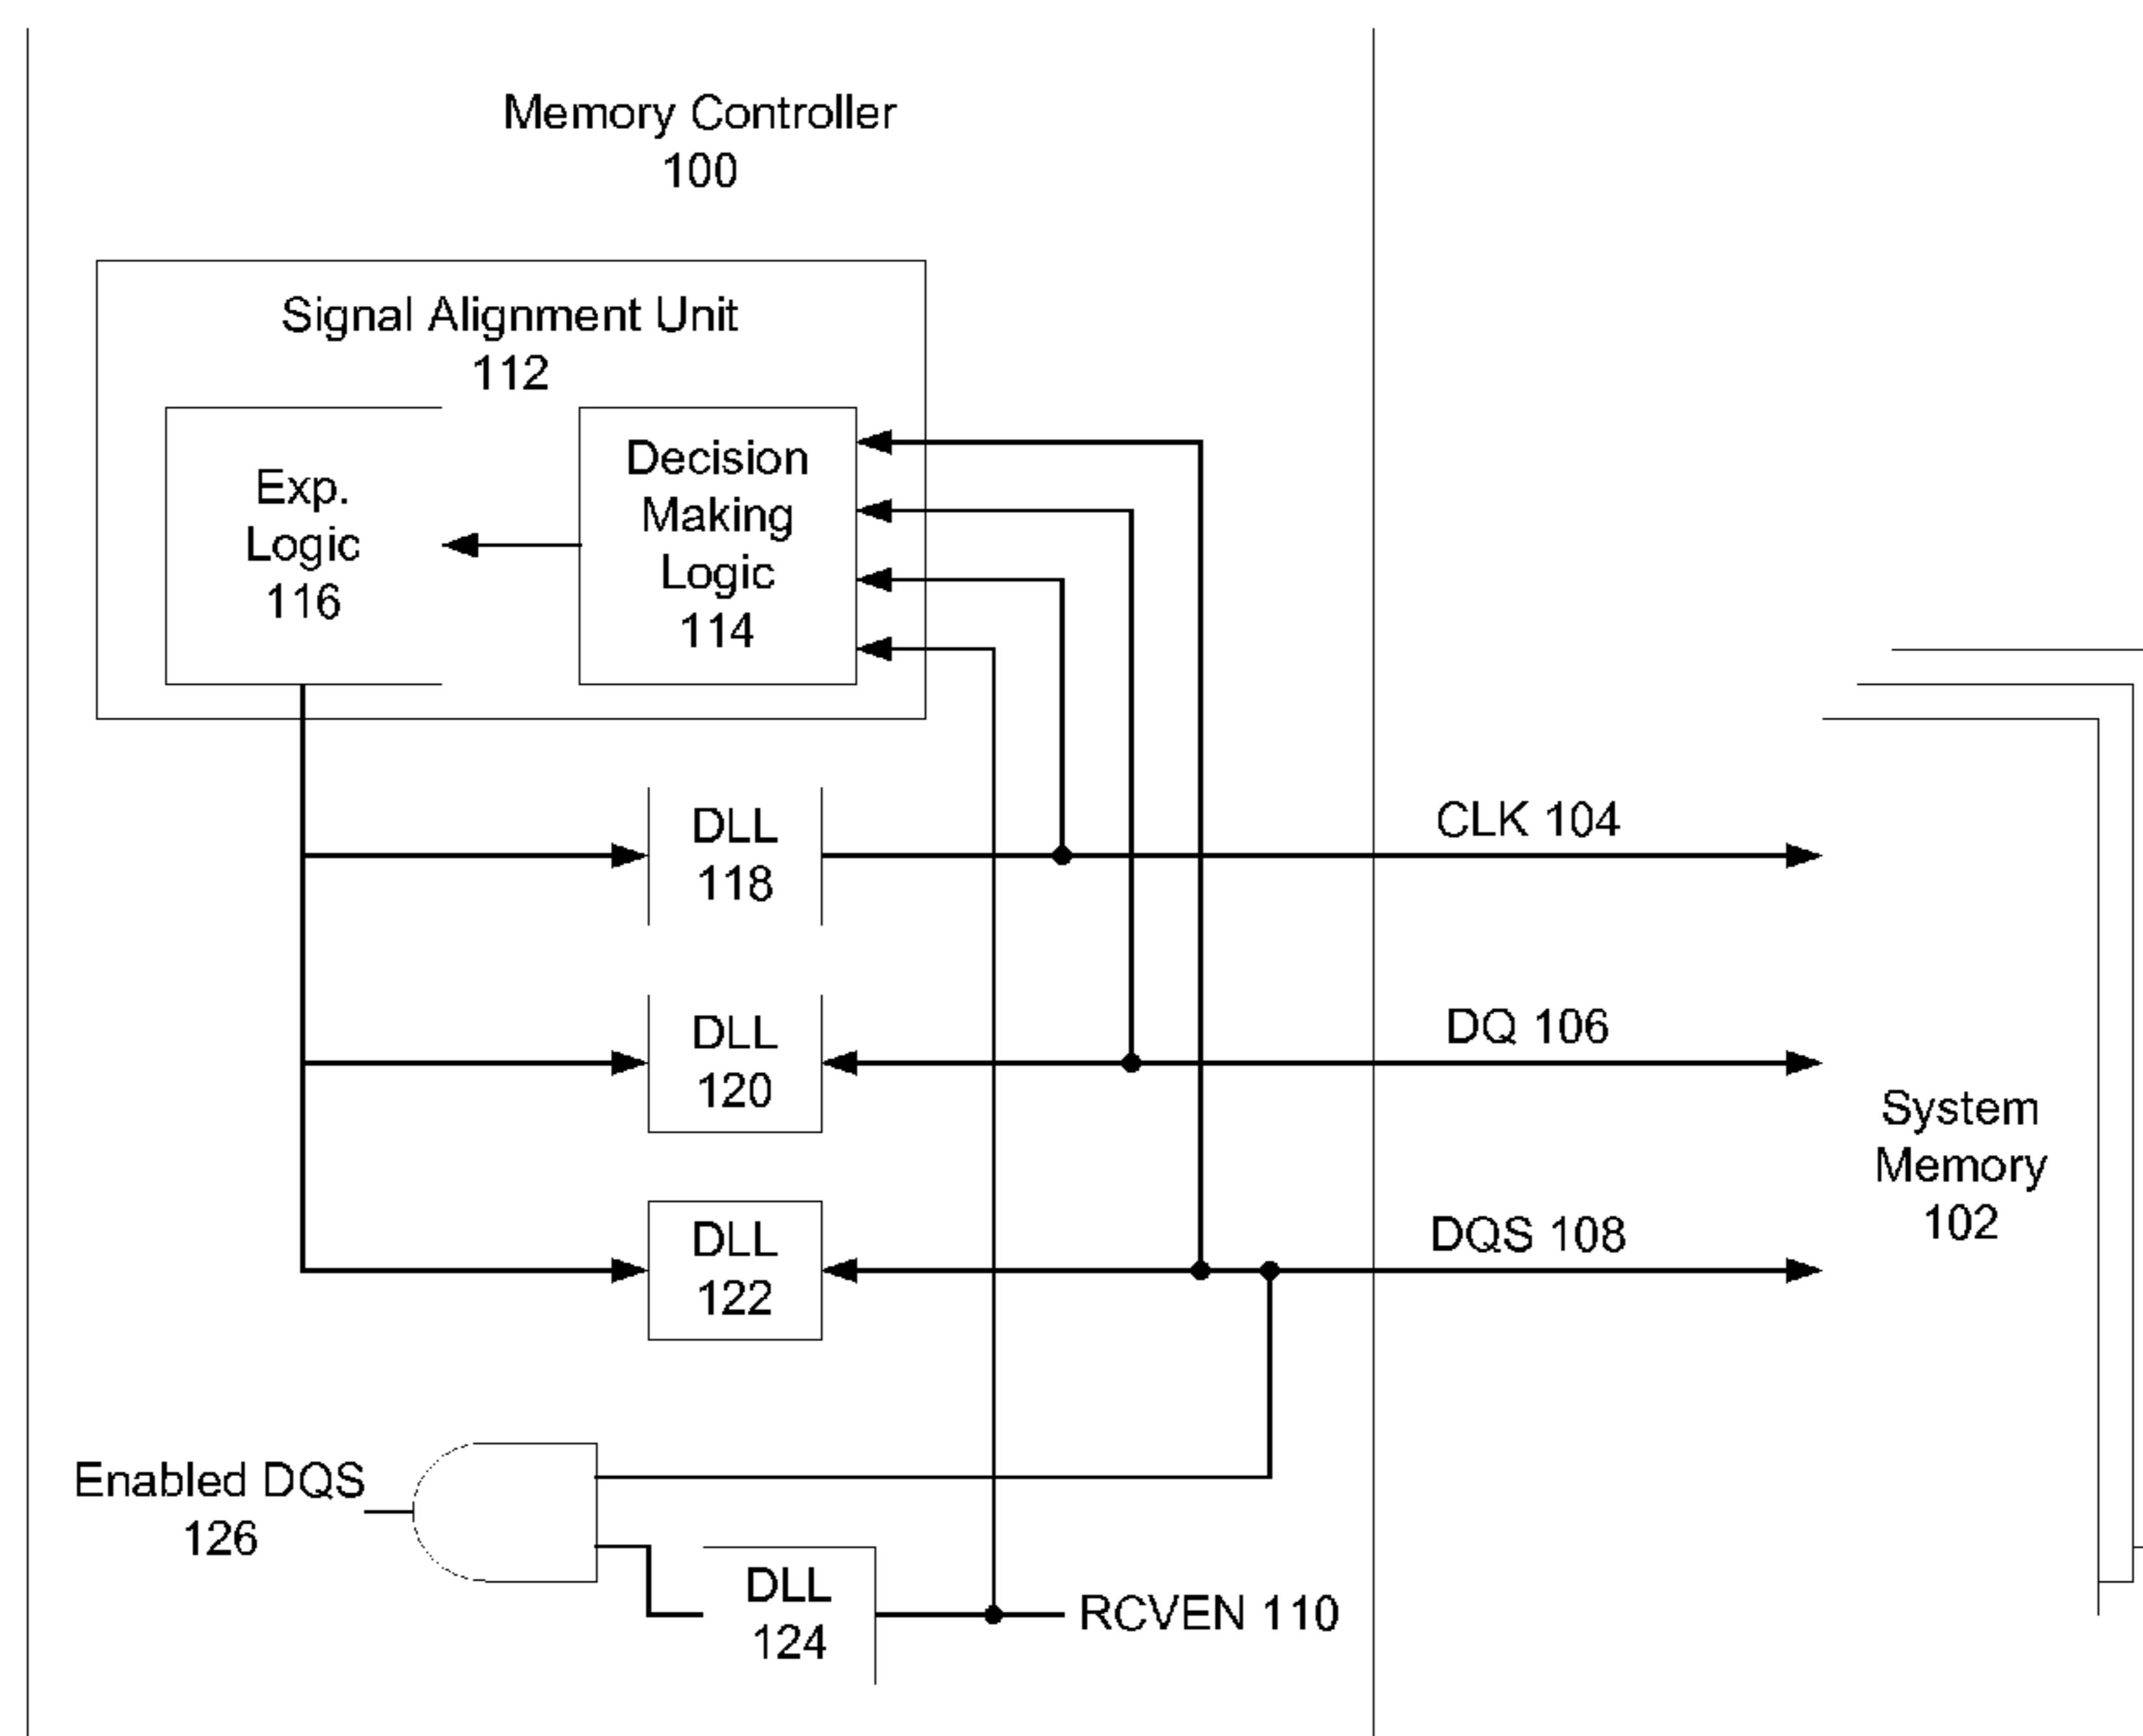 Memory Controller
100
Signal Alignment Unit
112
Exp.
Logic
116
Decision
Making
Logic
114
DLL
118
CLK 104
DLL
120
DQ 106
System
Memory
102
DLL
122
DQS 108
Enabled DQS
126
DLL
124
RCVEN 110